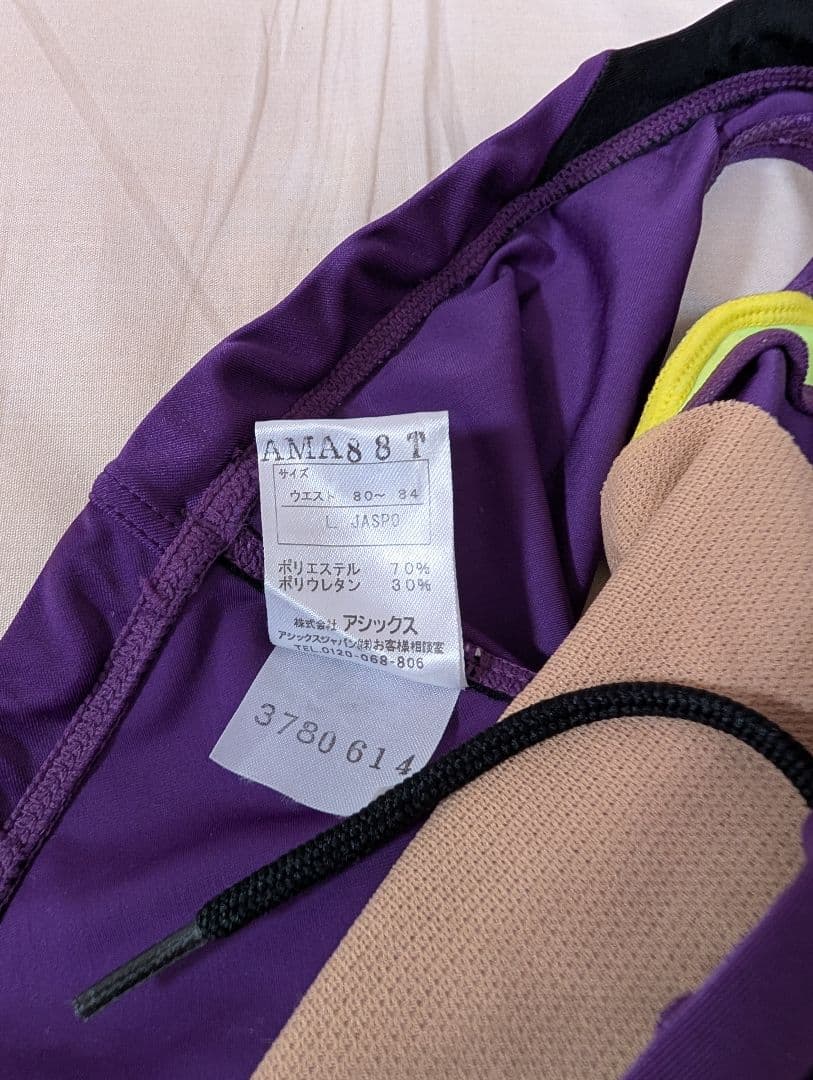 AMA88T
サイズ
ウエスト 80～ 84
L JASPO
ポリエステル 70%
ポリウレタン 30%
株式会社 アシックス
アシックスジャパン(株)お客様相談室
TEL.0120-068-806
3780614